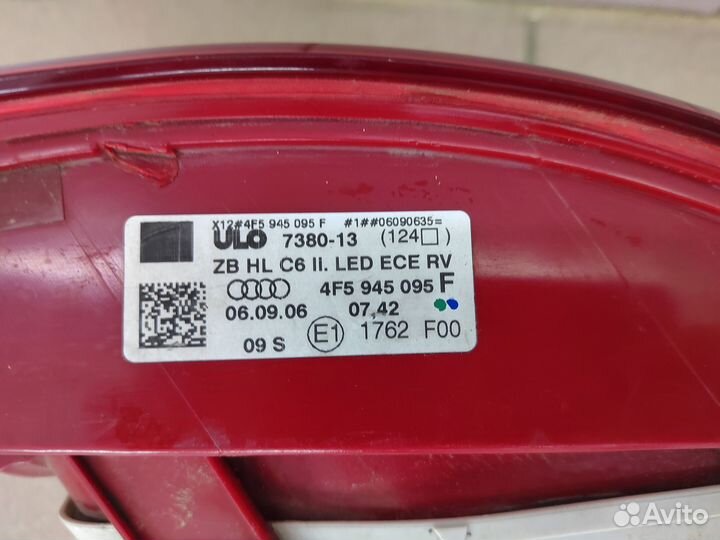 X12#4F5 945 095 F #1##06090635=
ULO 7380-13 (124□)
ZB HL C6 II. LED ECE RV
4F5 945 095 F
06.09.06 07,42
09 S E1 1762 F00
Avito